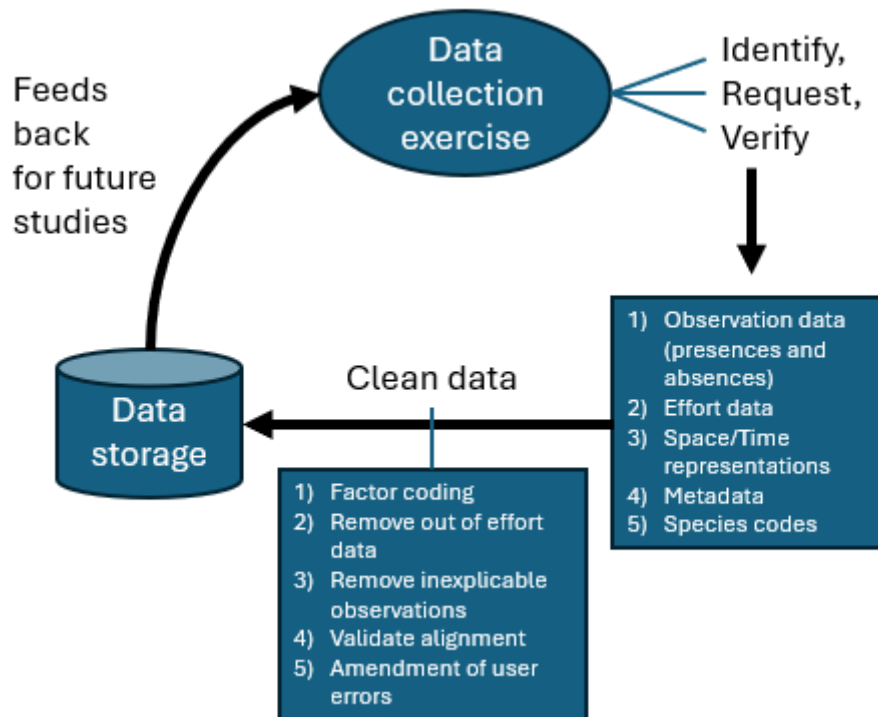 Data
collection
exercise
Identify,
Request,
Verify
Feeds
back
for future
studies
1) Observation data
(presences and
absences)
2) Effort data
3) Space/Time
representations
4) Metadata
5) Species codes
Clean data
Data
storage
1) Factor coding
2) Remove out of effort
data
3) Remove inexplicable
observations
4) Validate alignment
5) Amendment of user
errors